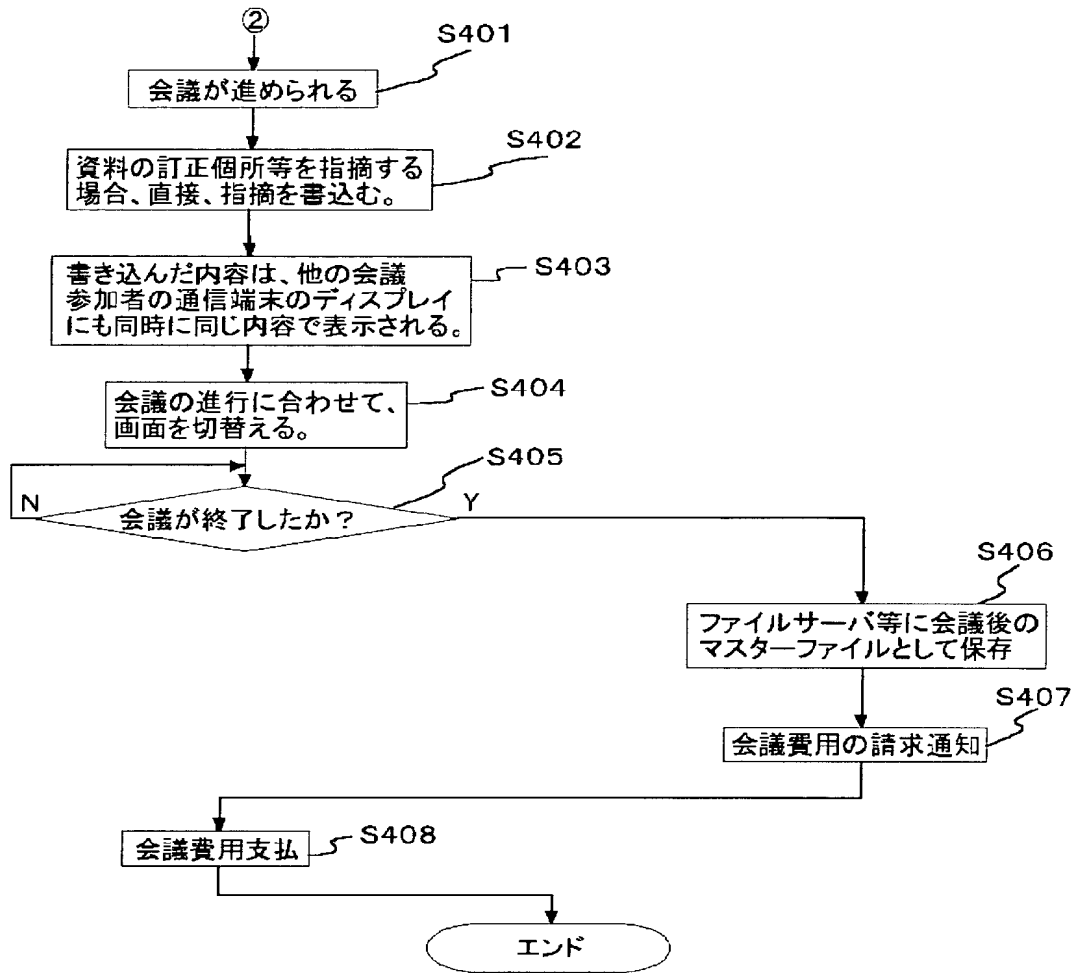 ②
S401
会議が進められる
S402
資料の訂正個所等を指摘する
場合、直接、指摘を書込む。
S403
書き込んだ内容は、他の会議
参加者の通信端末のディスプレイ
にも同時に同じ内容で表示される。
S404
会議の進行に合わせて、
画面を切替える。
S405
N
会議が終了したか？
Y
S406
ファイルサーバ等に会議後の
マスターファイルとして保存
S407
会議費用の請求通知
S408
会議費用支払
エンド